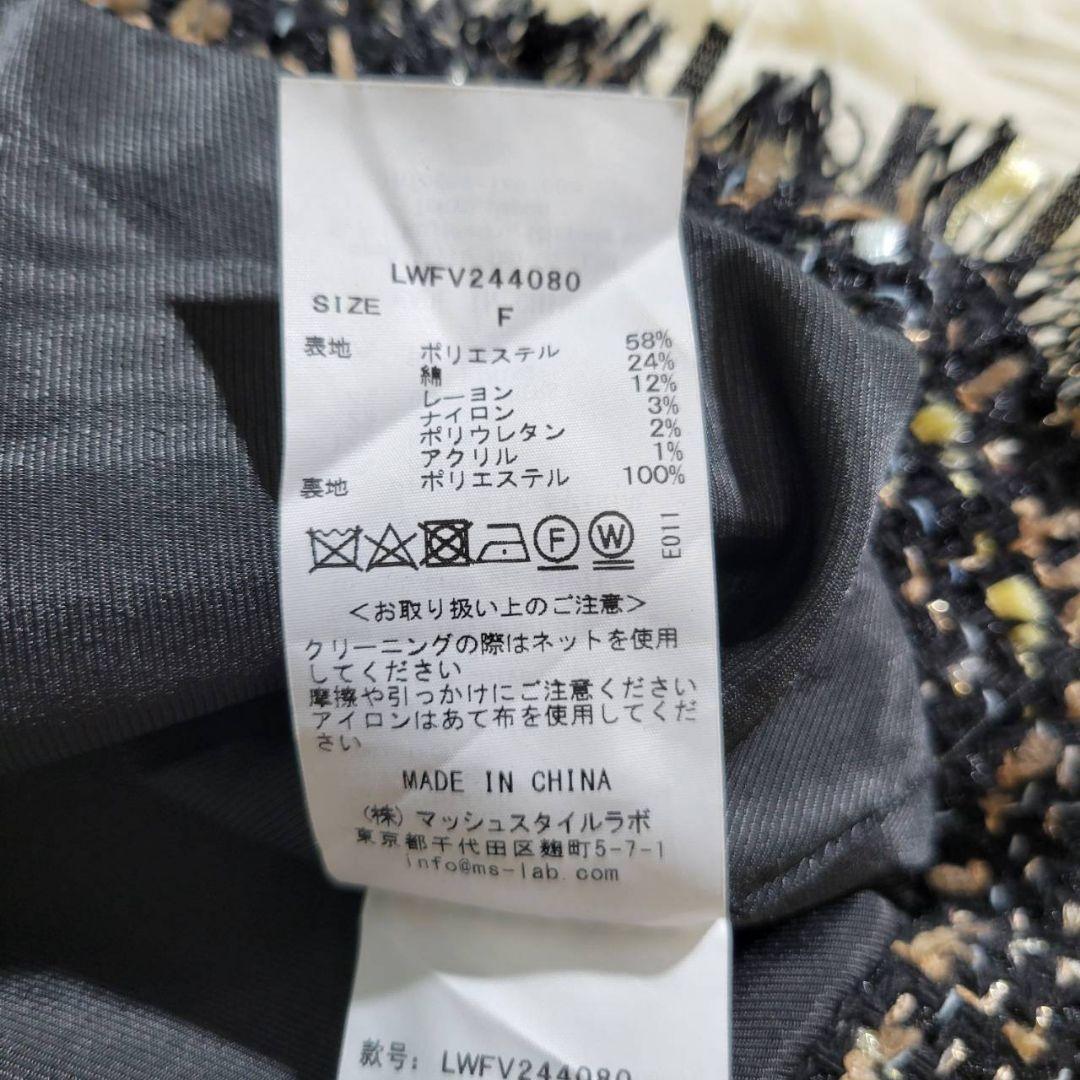 LWFV244080
SIZE F
表地 ポリエステル 58%
綿 24%
レーヨン 12%
ナイロン 3%
ポリウレタン 2%
アクリル 1%
裏地 ポリエステル 100%
F W E011
＜お取り扱い上のご注意＞
クリーニングの際はネットを使用
してください
摩擦や引っかけにご注意ください
アイロンはあて布を使用してくだ
さい
MADE IN CHINA
(株) マッシュスタイルラボ
東京都千代田区麹町5-7-1
info@ms-lab.com
款号: LWFV244080